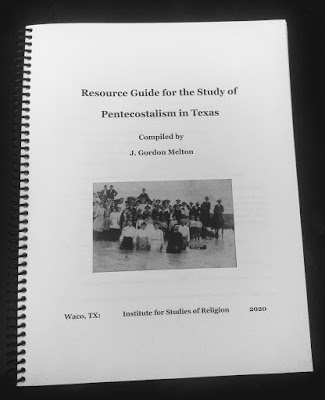 Resource Guide for the Study of
Pentecostalism in Texas
Compiled by
J. Gordon Melton
Waco, TX: Institute for Studies of Religion 2020